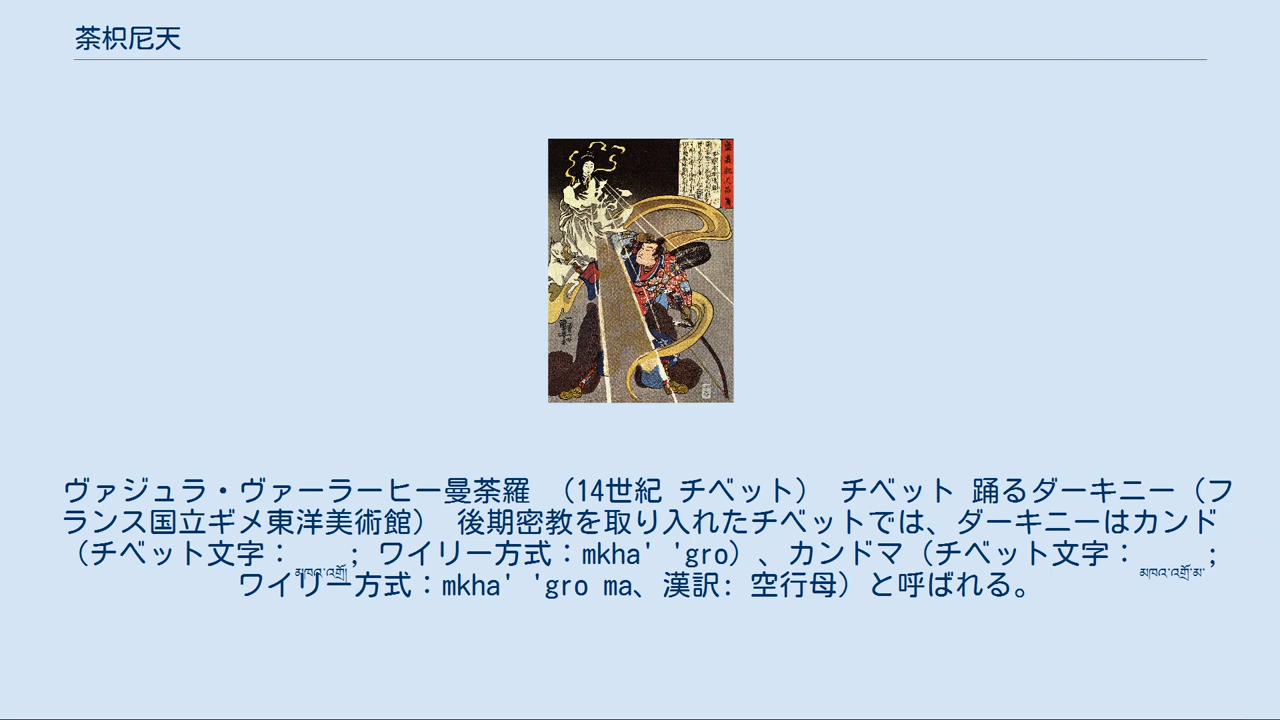 荼枳尼天
ヴァジュラ・ヴァーラーヒー曼荼羅 （14世紀 チベット） チベット 踊るダーキニー（フ
ランス国立ギメ東洋美術館） 後期密教を取り入れたチベットでは、ダーキニーはカンド
（チベット文字：མཁའ་འགྲོ།; ワイリー方式：mkha' 'gro）、カンドマ（チベット文字：མཁའ་འགྲོ་མ་;
ワイリー方式：mkha' 'gro ma、漢訳: 空行母）と呼ばれる。